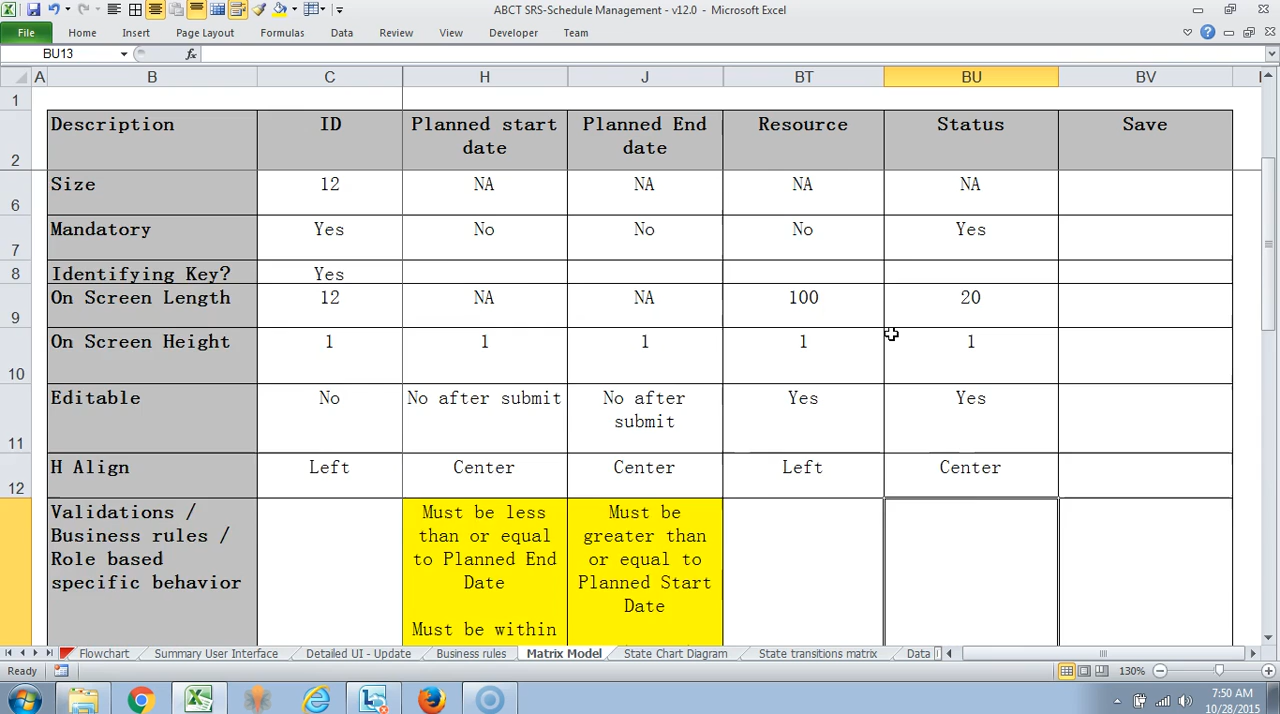 ABCT SRS-Schedule Management - v12.0 - Microsoft Excel
File Home Insert Page Layout Formulas Data Review View Developer Team
BU13 fx
A B C H J BT BU BV
1
2 Description ID Planned start date Planned End date Resource Status Save
6 Size 12 NA NA NA NA
7 Mandatory Yes No No No Yes
8 Identifying Key? Yes
9 On Screen Length 12 NA NA 100 20
10 On Screen Height 1 1 1 1 1
11 Editable No No after submit No after submit Yes Yes
12 H Align Left Center Center Left Center
Validations /
Business rules /
Role based
specific behavior
Must be less
than or equal
to Planned End
Date
Must be within
Must be
greater than
or equal to
Planned Start
Date
Flowchart Summary User Interface Detailed UI - Update Business rules Matrix Model State Chart Diagram State transitions matrix Data
Ready 130%
7:50 AM
10/28/2015